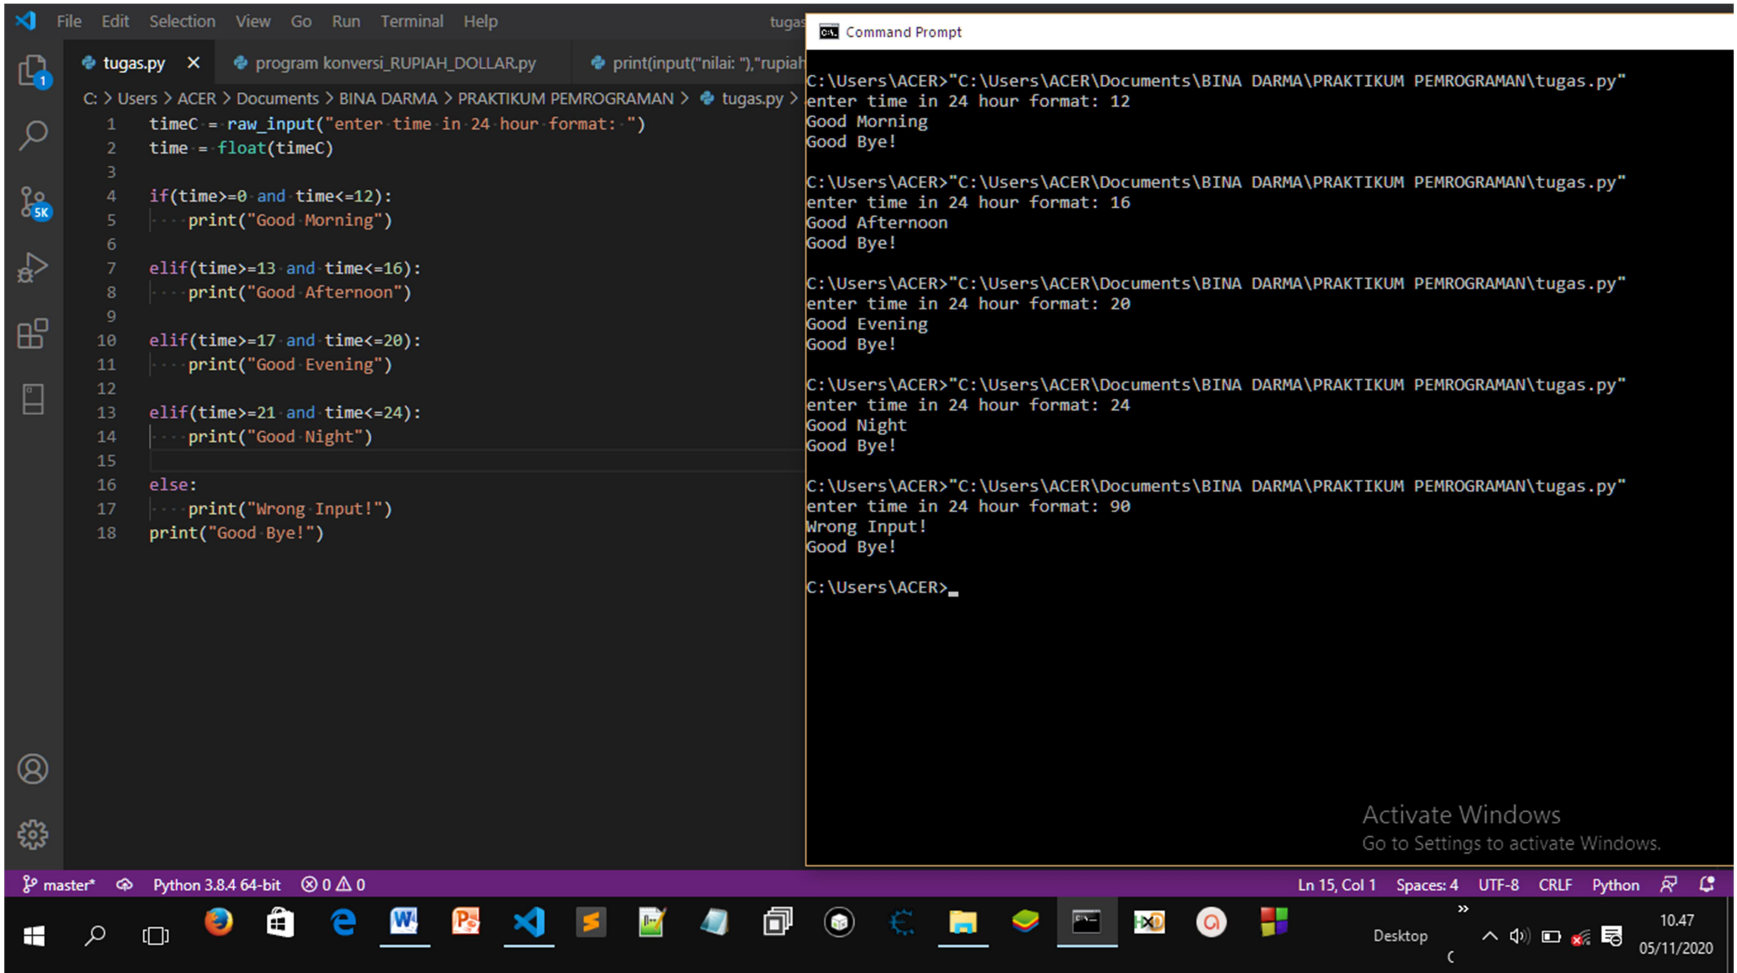 File Edit Selection View Go Run Terminal Help tugas
tugas.py × program konversi_RUPIAH_DOLLAR.py print(input("nilai: "),"rupiah
C: > Users > ACER > Documents > BINA DARMA > PRAKTIKUM PEMROGRAMAN > tugas.py >
1 timeC = raw_input("enter time in 24 hour format: ")
2 time = float(timeC)
3
4 if(time>=0 and time<=12):
5 print("Good Morning")
6
7 elif(time>=13 and time<=16):
8 print("Good Afternoon")
9
10 elif(time>=17 and time<=20):
11 print("Good Evening")
12
13 elif(time>=21 and time<=24):
14 print("Good Night")
15
16 else:
17 print("Wrong Input!")
18 print("Good Bye!")
1
5K
Command Prompt
C:\Users\ACER>"C:\Users\ACER\Documents\BINA DARMA\PRAKTIKUM PEMROGRAMAN\tugas.py"
enter time in 24 hour format: 12
Good Morning
Good Bye!
C:\Users\ACER>"C:\Users\ACER\Documents\BINA DARMA\PRAKTIKUM PEMROGRAMAN\tugas.py"
enter time in 24 hour format: 16
Good Afternoon
Good Bye!
C:\Users\ACER>"C:\Users\ACER\Documents\BINA DARMA\PRAKTIKUM PEMROGRAMAN\tugas.py"
enter time in 24 hour format: 20
Good Evening
Good Bye!
C:\Users\ACER>"C:\Users\ACER\Documents\BINA DARMA\PRAKTIKUM PEMROGRAMAN\tugas.py"
enter time in 24 hour format: 24
Good Night
Good Bye!
C:\Users\ACER>"C:\Users\ACER\Documents\BINA DARMA\PRAKTIKUM PEMROGRAMAN\tugas.py"
enter time in 24 hour format: 90
Wrong Input!
Good Bye!
C:\Users\ACER>_
Activate Windows
Go to Settings to activate Windows.
master* Python 3.8.4 64-bit 0 0 Ln 15, Col 1 Spaces: 4 UTF-8 CRLF Python
Desktop » 10.47
05/11/2020